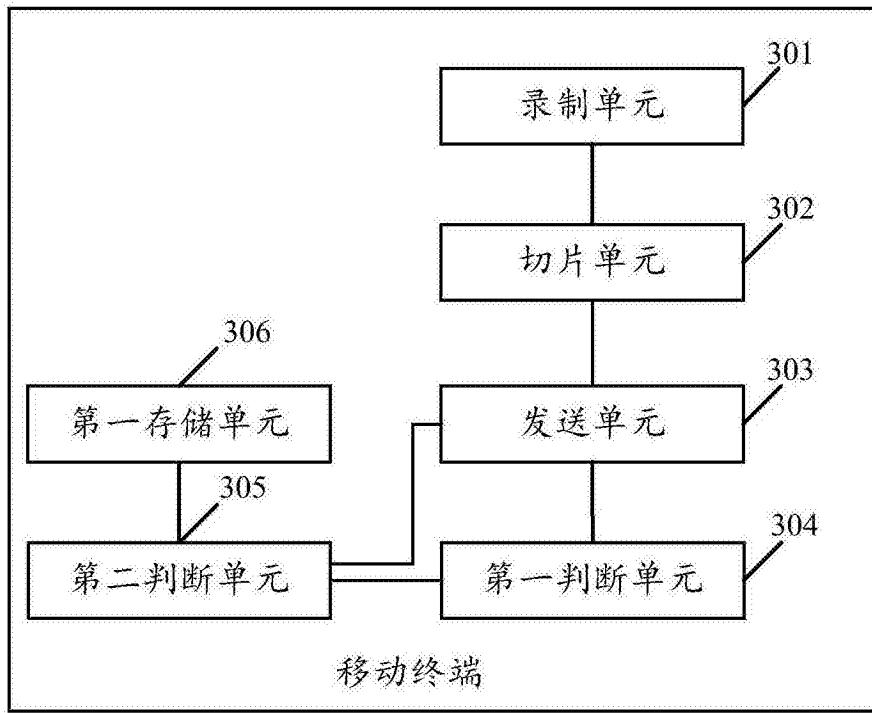 301
录制单元
302
切片单元
306
303
第一存储单元
发送单元
305
304
第二判断单元
第一判断单元
移动终端